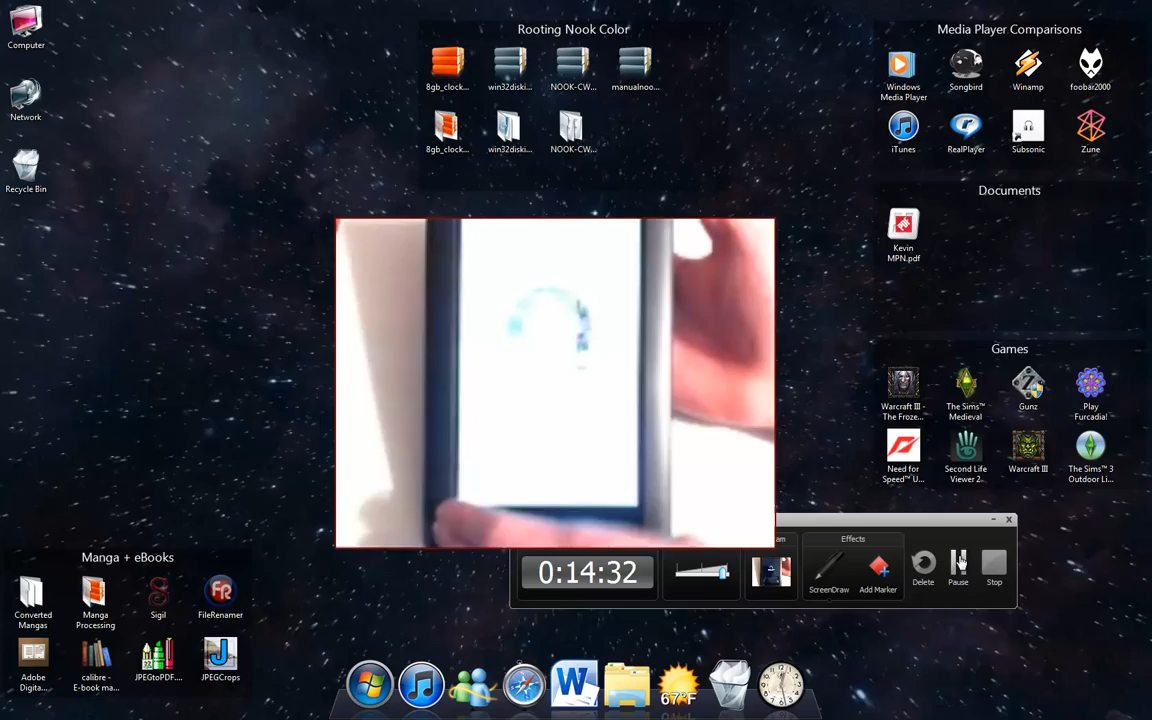 Computer
Network
Recycle Bin
Rooting Nook Color
8gb_clock...
win32diski...
NOOK-CW...
manualnoo...
8gb_clock...
win32diski...
NOOK-CW...
Media Player Comparisons
Windows
Media Player
Songbird
Winamp
foobar2000
iTunes
RealPlayer
Subsonic
Zune
Documents
Kevin
MPN.pdf
Games
Warcraft III -
The Froze...
The Sims™
Medieval
Gunz
Play
Furcadia!
Need for
Speed™ U...
Second Life
Viewer 2
Warcraft III
The Sims™ 3
Outdoor Li...
am
Effects
0:14:32
ScreenDraw
Add Marker
Delete
Pause
Stop
Manga + eBooks
Converted
Mangas
Manga
Processing
Sigil
FR
FileRenamer
Adobe
Digita...
calibre -
E-book ma...
JPEGtoPDF....
J
JPEGCrops
W
67°F